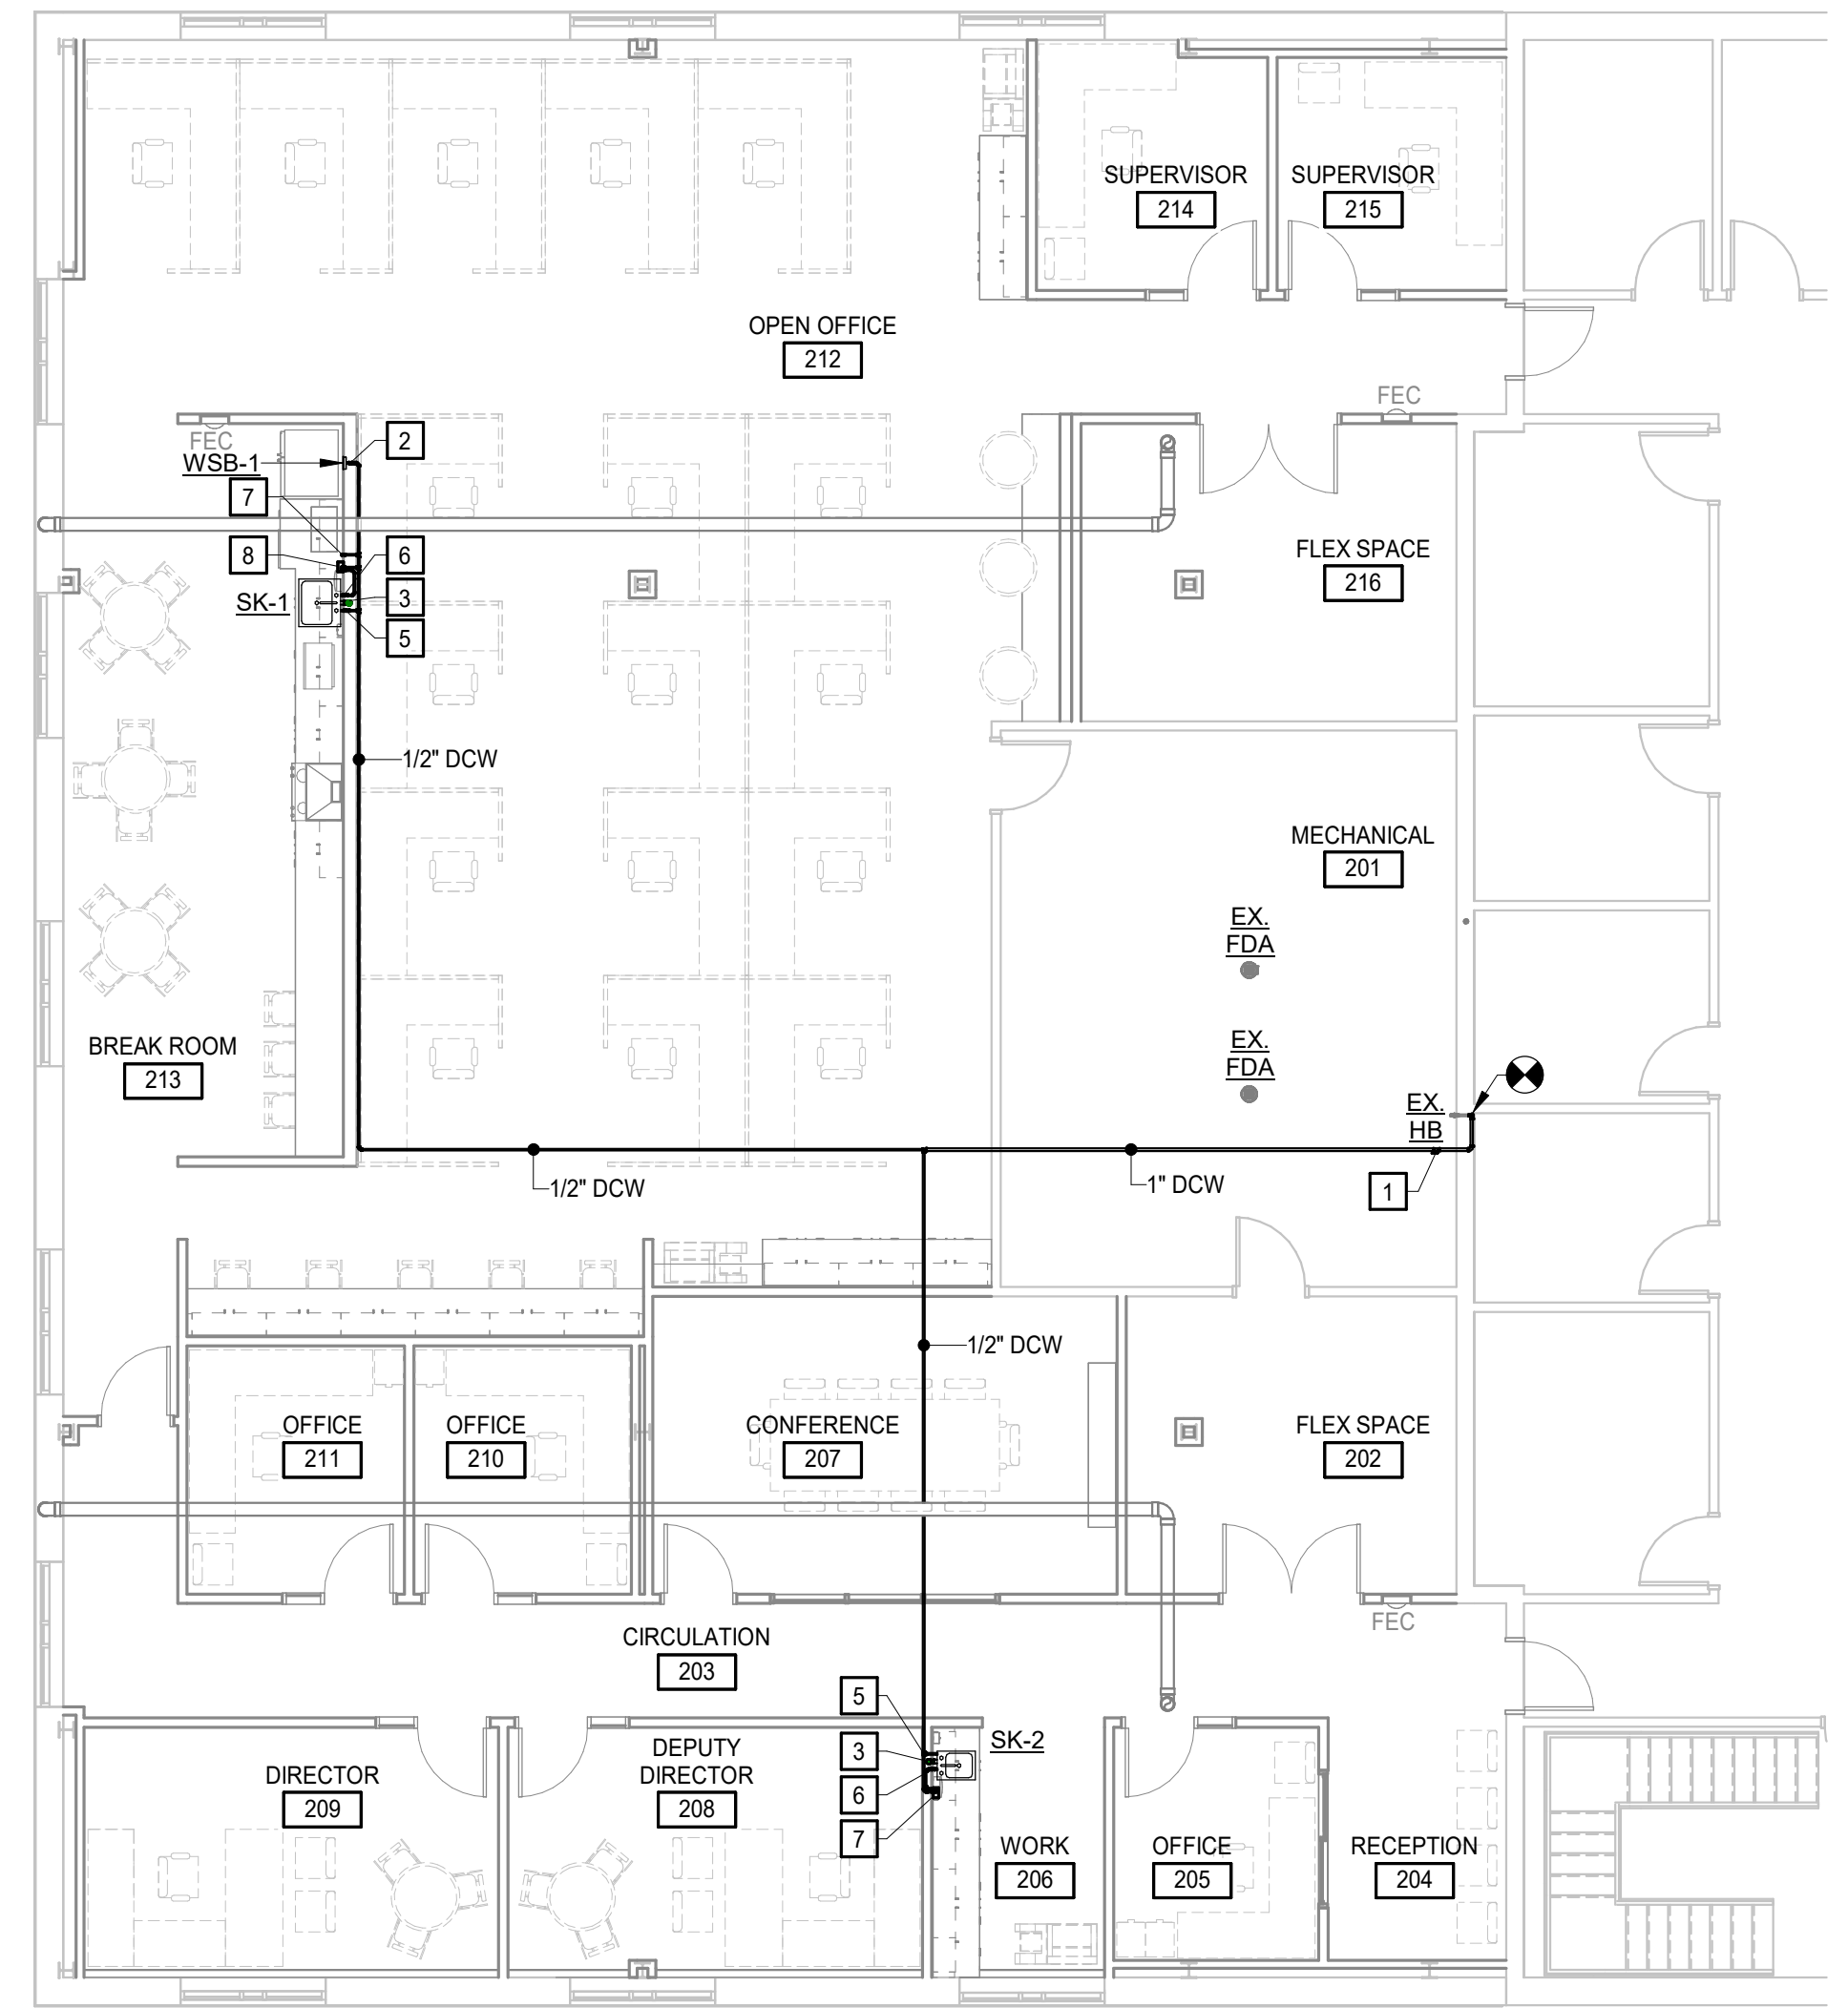 SUPERVISOR
214
SUPERVISOR
215
OPEN OFFICE
212
FEC
FEC
WSB-1
2
7
8
6
3
5
SK-1
FLEX SPACE
216
1/2" DCW
MECHANICAL
201
EX.
FDA
EX.
FDA
BREAK ROOM
213
EX.
HB
1
1/2" DCW
1" DCW
1/2" DCW
OFFICE
211
OFFICE
210
CONFERENCE
207
FLEX SPACE
202
FEC
CIRCULATION
203
5
3
6
7
SK-2
DIRECTOR
209
DEPUTY
DIRECTOR
208
WORK
206
OFFICE
205
RECEPTION
204